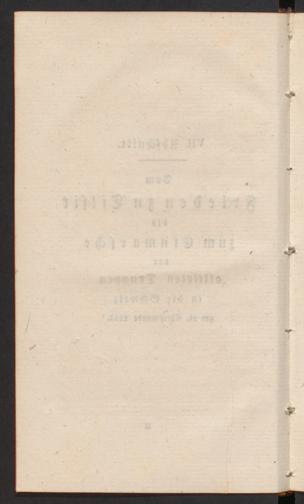 VII. Abschnitt.
Vom
Frieden zu Tilsit
bis
zum Einmarsche
der
alliirten Truppen
in die Schweiz